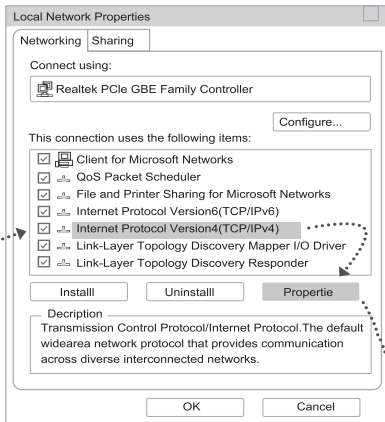 Local Network Properties
Networking Sharing
Connect using:
Realtek PCIe GBE Family Controller
Configure...
This connection uses the following items:
Client for Microsoft Networks
QoS Packet Scheduler
File and Printer Sharing for Microsoft Networks
Internet Protocol Version6(TCP/IPv6)
Internet Protocol Version4(TCP/IPv4)
Link-Layer Topology Discovery Mapper I/O Driver
Link-Layer Topology Discovery Responder
Installl Uninstalll Propertie
Decription
Transmission Control Protocol/Internet Protocol.The default
widearea network protocol that provides communication
across diverse interconnected networks.
OK Cancel